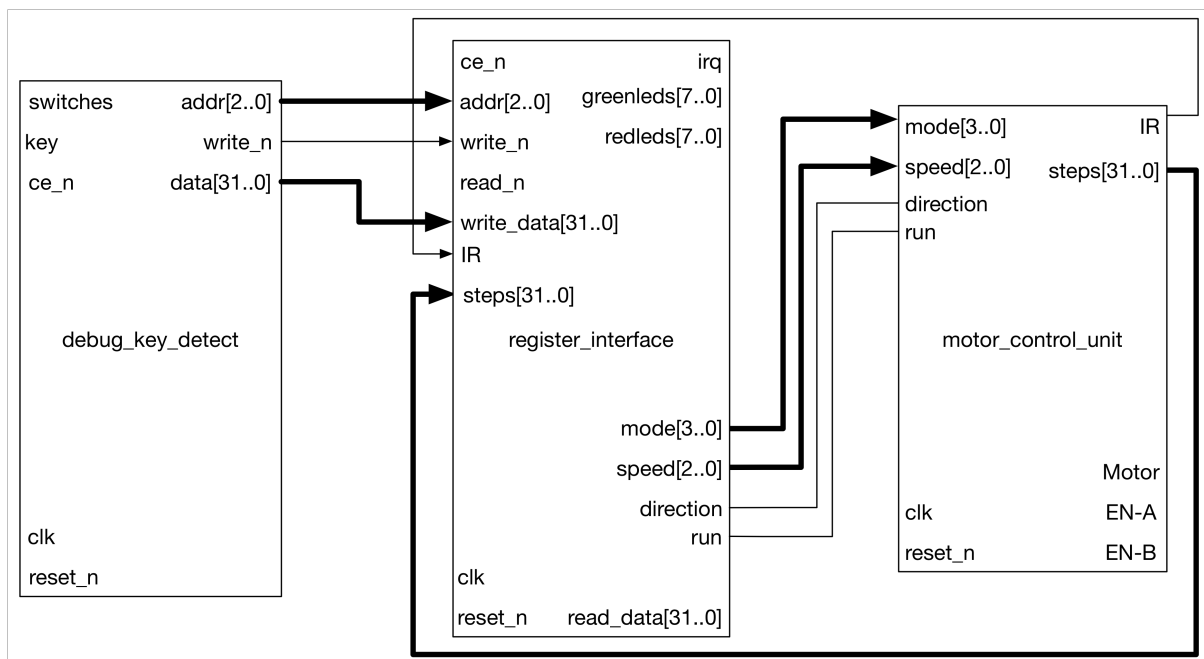 switches
addr[2..0]
key
write_n
ce_n
data[31..0]
debug_key_detect
clk
reset_n
ce_n
irq
addr[2..0]
greenleds[7..0]
write_n
redleds[7..0]
read_n
write_data[31..0]
IR
steps[31..0]
register_interface
mode[3..0]
speed[2..0]
direction
run
clk
reset_n
read_data[31..0]
mode[3..0]
IR
speed[2..0]
steps[31..0]
direction
run
motor_control_unit
Motor
clk
EN-A
reset_n
EN-B